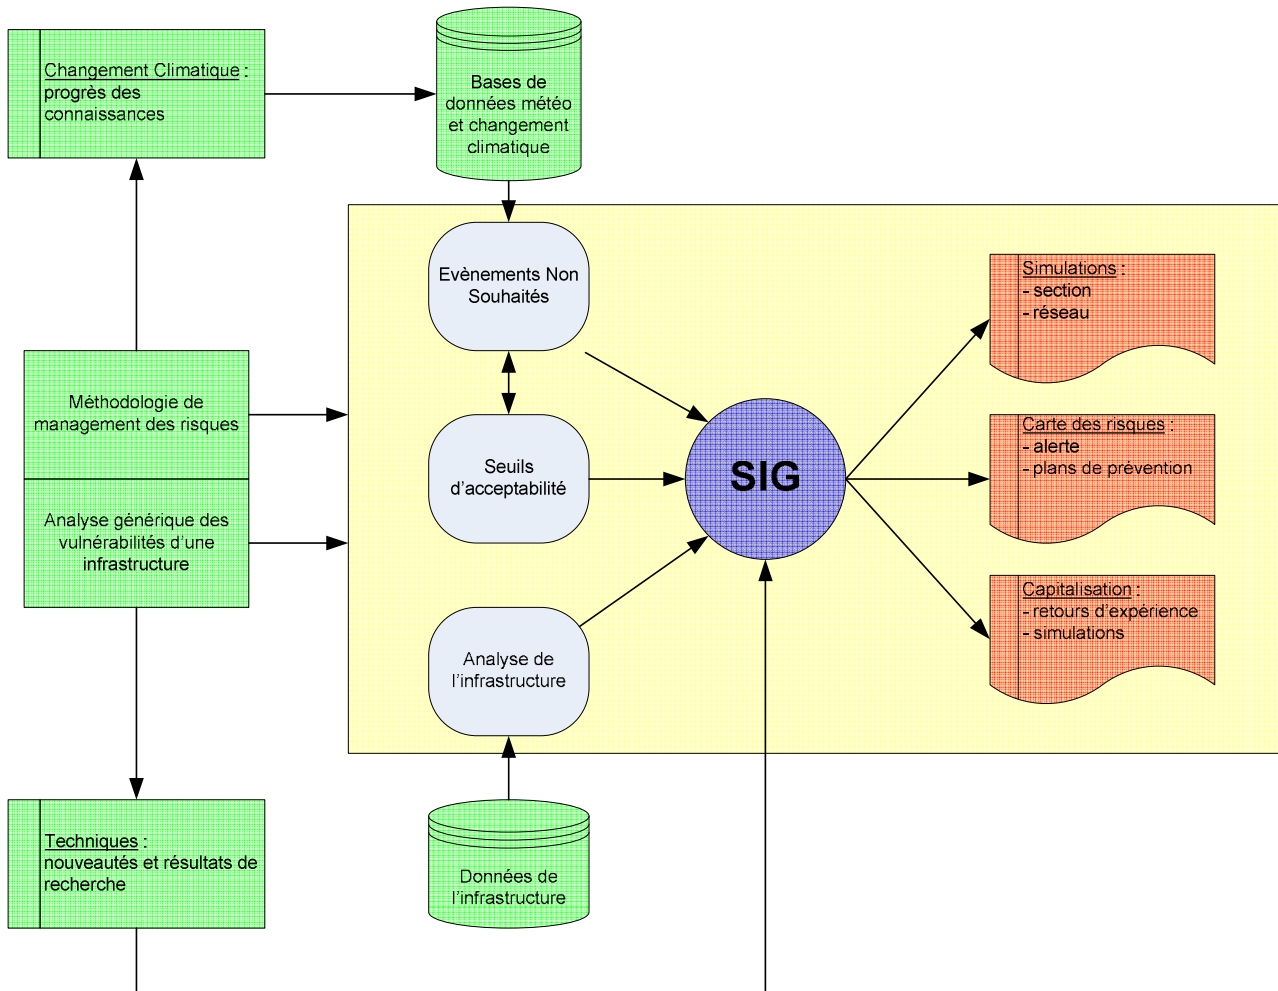 Changement Climatique :
progrès des
connaissances
Bases de
données météo
et changement
climatique
Evènements Non
Souhaités
Simulations :
- section
- réseau
Méthodologie de
management des risques
Seuils
d'acceptabilité
SIG
Carte des risques :
- alerte
- plans de prévention
Analyse générique des
vulnérabilités d'une
infrastructure
Analyse de
l'infrastructure
Capitalisation :
- retours d'expérience
- simulations
Techniques :
nouveautés et résultats de
recherche
Données de
l'infrastructure